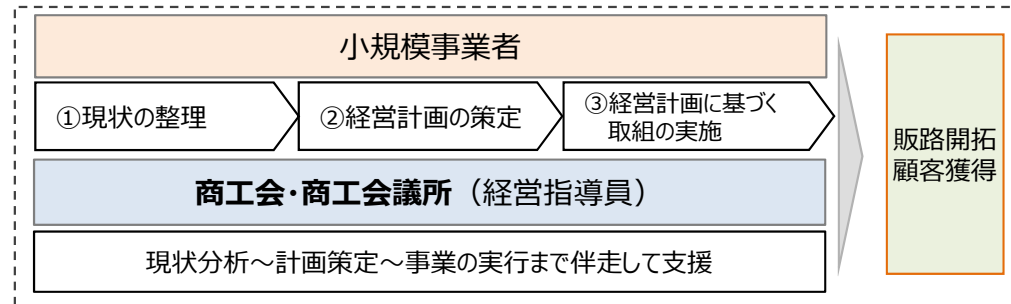 小規模事業者
①現状の整理
②経営計画の策定
③経営計画に基づく
取組の実施
商工会・商工会議所（経営指導員）
現状分析～計画策定～事業の実行まで伴走して支援
販路開拓
顧客獲得